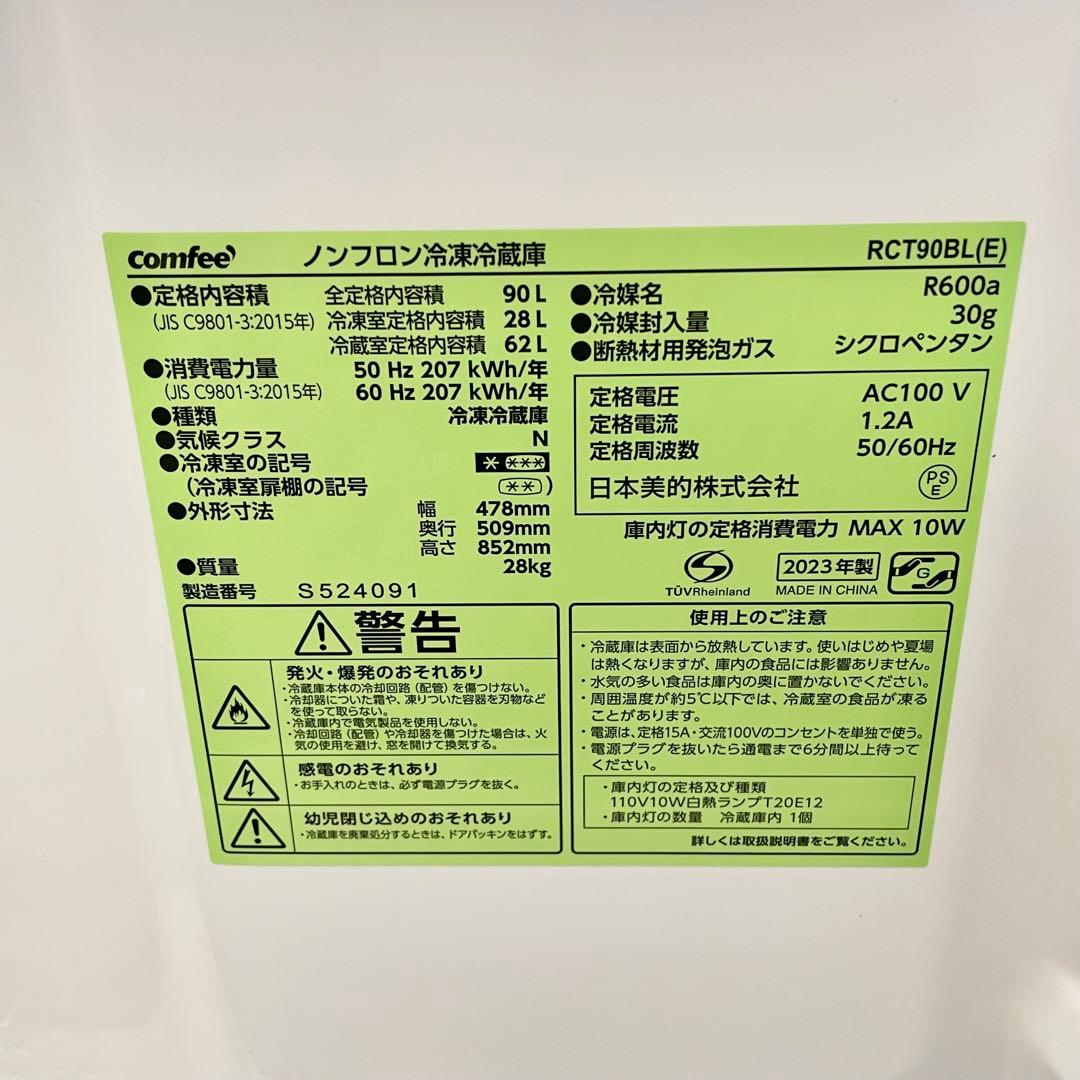 comfee' ノンフロン冷凍冷蔵庫 RCT90BL(E)
●定格内容積 全定格内容積 90 L
(JIS C9801-3:2015年) 冷凍室定格内容積 28 L
冷蔵室定格内容積 62 L
●消費電力量 50 Hz 207 kWh/年
(JIS C9801-3:2015年) 60 Hz 207 kWh/年
●種類 冷凍冷蔵庫
●気候クラス N
●冷凍室の記号 * ***
(冷凍室扉棚の記号 **)
●外形寸法 幅 478mm
奥行 509mm
高さ 852mm
●質量 28kg
製造番号 S524091
●冷媒名 R600a
●冷媒封入量 30g
●断熱材用発泡ガス シクロペンタン
定格電圧 AC100 V
定格電流 1.2A
定格周波数 50/60Hz
日本美的株式会社 PS E
庫内灯の定格消費電力 MAX 10W
TÜVRheinland
2023年製
MADE IN CHINA
G
警告
発火・爆発のおそれあり
・冷蔵庫本体の冷却回路(配管)を傷つけない。
・冷却器についた霜や、凍りついた容器を刃物など
を使って取らない。
・冷蔵庫内で電気製品を使用しない。
・冷却回路(配管)や冷却器を傷つけた場合は、火
気の使用を避け、窓を開けて換気する。
感電のおそれあり
・お手入れのときは、必ず電源プラグを抜く。
幼児閉じ込めのおそれあり
・冷蔵庫を廃棄処分するときは、ドアパッキンをはずす。
使用上のご注意
・冷蔵庫は表面から放熱しています。使いはじめや夏場
は熱くなりますが、庫内の食品には影響ありません。
・水気の多い食品は庫内の奥に置かないでください。
・周囲温度が約5℃以下では、冷蔵室の食品が凍る
ことがあります。
・電源は、定格15A・交流100Vのコンセントを単独で使う。
・電源プラグを抜いたら通電まで6分間以上待って
ください。
・庫内灯の定格及び種類
110V10W白熱ランプT20E12
・庫内灯の数量 冷蔵庫内 1個
詳しくは取扱説明書をご覧ください。